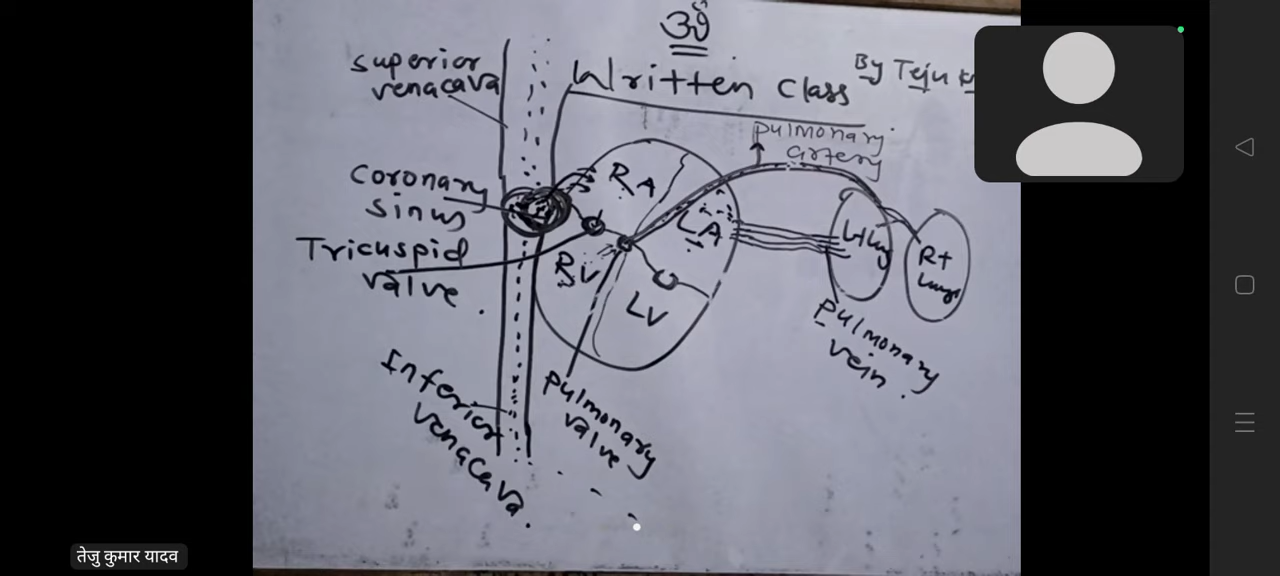 ॐ
Written Class
By Teju
superior
venacava
Pulmonary
artery
RA
coronary
sinus
LA
Lt lung
Rt
lungs
Tricuspid
valve.
RV
LV
Pulmonary
vein.
Inferior
venacava.
Pulmonary
valve
तेजु कुमार यादव